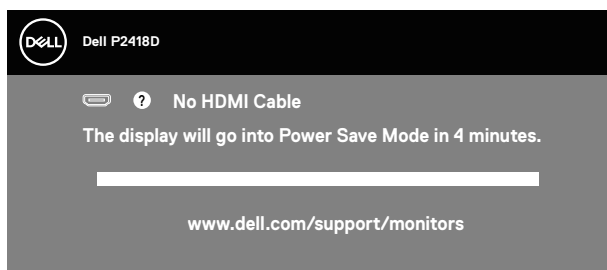 DELL
Dell P2418D
? No HDMI Cable
The display will go into Power Save Mode in 4 minutes.
www.dell.com/support/monitors